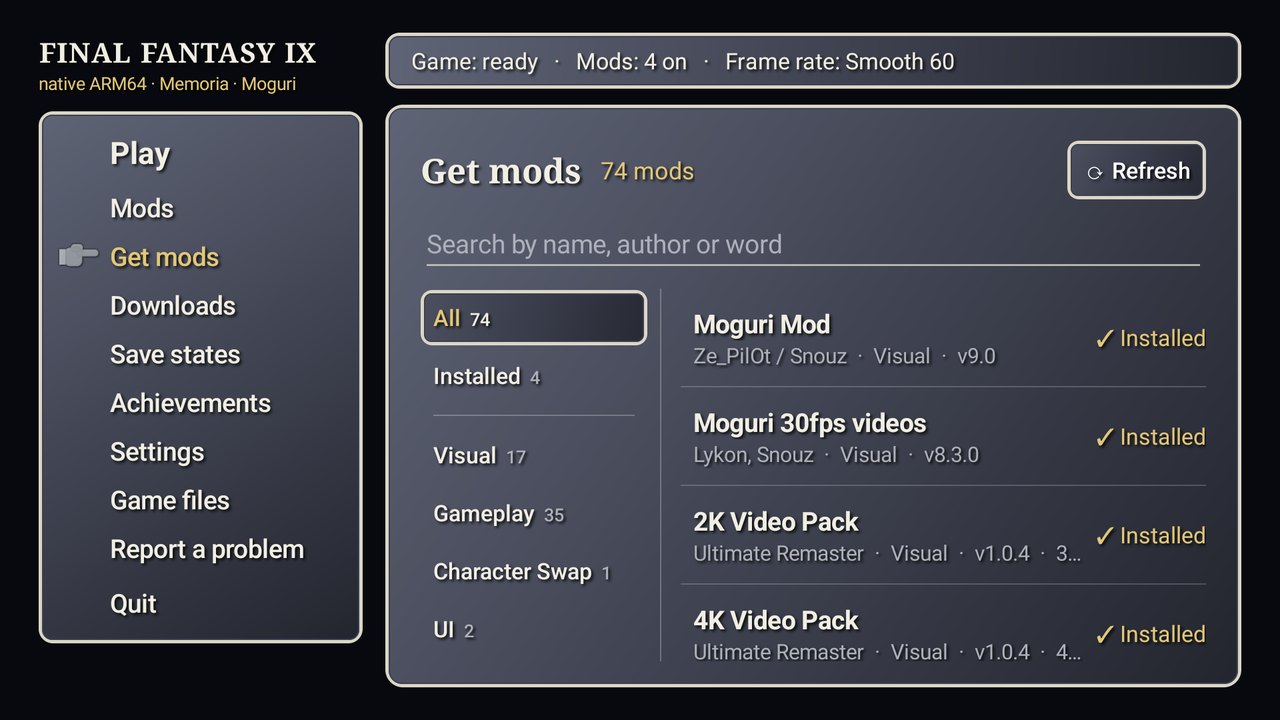 FINAL FANTASY IX
native ARM64 · Memoria · Moguri
Game: ready · Mods: 4 on · Frame rate: Smooth 60
Play
Mods
Get mods
Downloads
Save states
Achievements
Settings
Game files
Report a problem
Quit
Get mods 74 mods
⟳ Refresh
Search by name, author or word
All 74
Installed 4
Visual 17
Gameplay 35
Character Swap 1
UI 2
Moguri Mod
Ze_PilOt / Snouz · Visual · v9.0
✓ Installed
Moguri 30fps videos
Lykon, Snouz · Visual · v8.3.0
✓ Installed
2K Video Pack
Ultimate Remaster · Visual · v1.0.4 · 3…
✓ Installed
4K Video Pack
Ultimate Remaster · Visual · v1.0.4 · 4…
✓ Installed